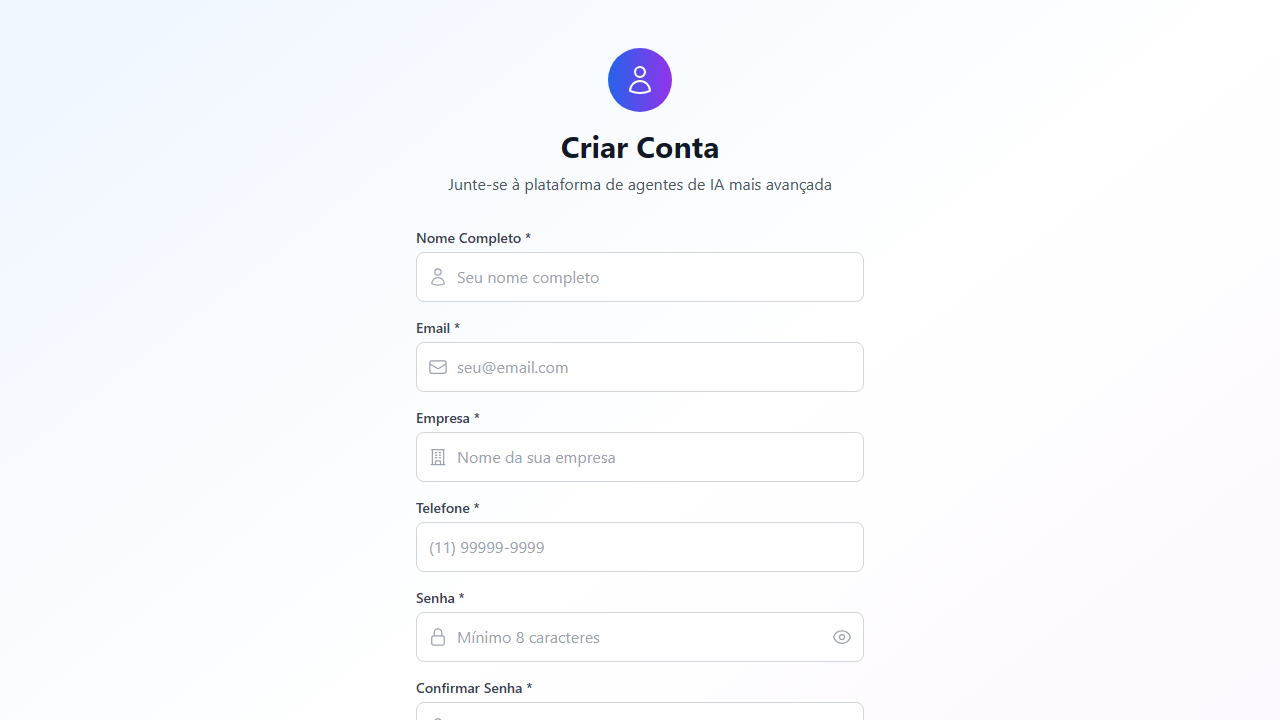 Criar Conta
Junte-se à plataforma de agentes de IA mais avançada
Nome Completo *
Seu nome completo
Email *
seu@email.com
Empresa *
Nome da sua empresa
Telefone *
(11) 99999-9999
Senha *
Mínimo 8 caracteres
Confirmar Senha *